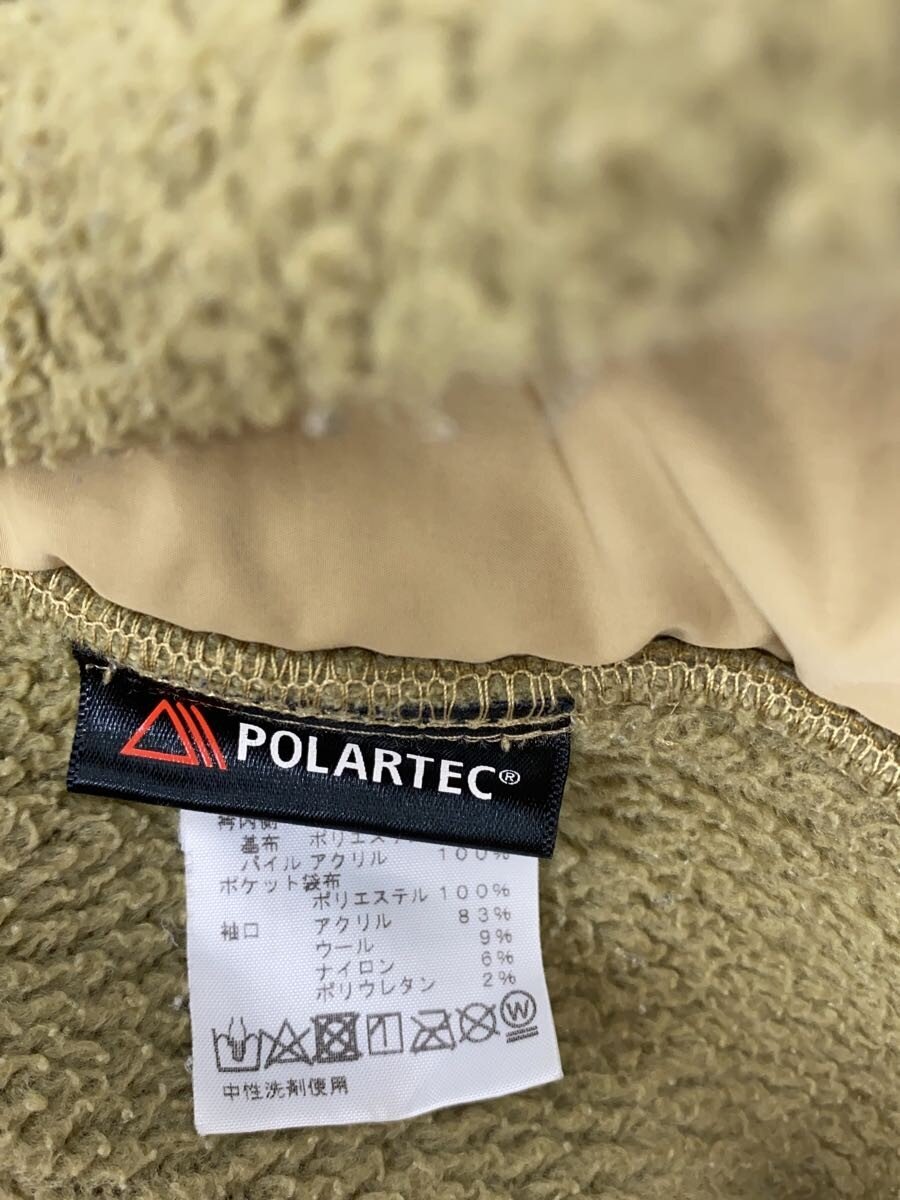 POLARTEC®
基布 ポリエステ
パイル アクリル 100%
ポケット袋布
ポリエステル 100%
袖口 アクリル 83%
ウール 9%
ナイロン 6%
ポリウレタン 2%
W
中性洗剤使用